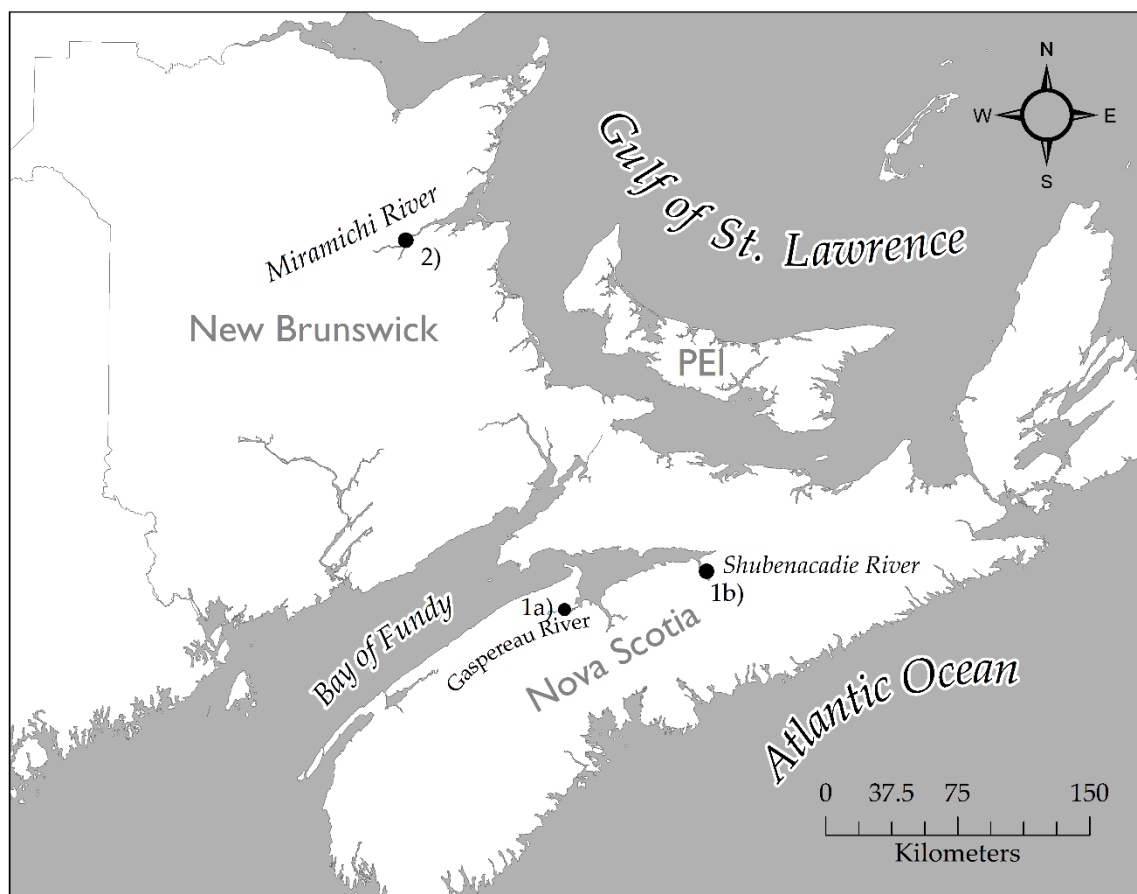 N
W E
S
Gulf of St. Lawrence
Miramichi River
2)
New Brunswick
PEI
Shubenacadie River
1b)
1a)
Gaspereau River
Bay of Fundy
Nova Scotia
Atlantic Ocean
0 37.5 75 150
Kilometers